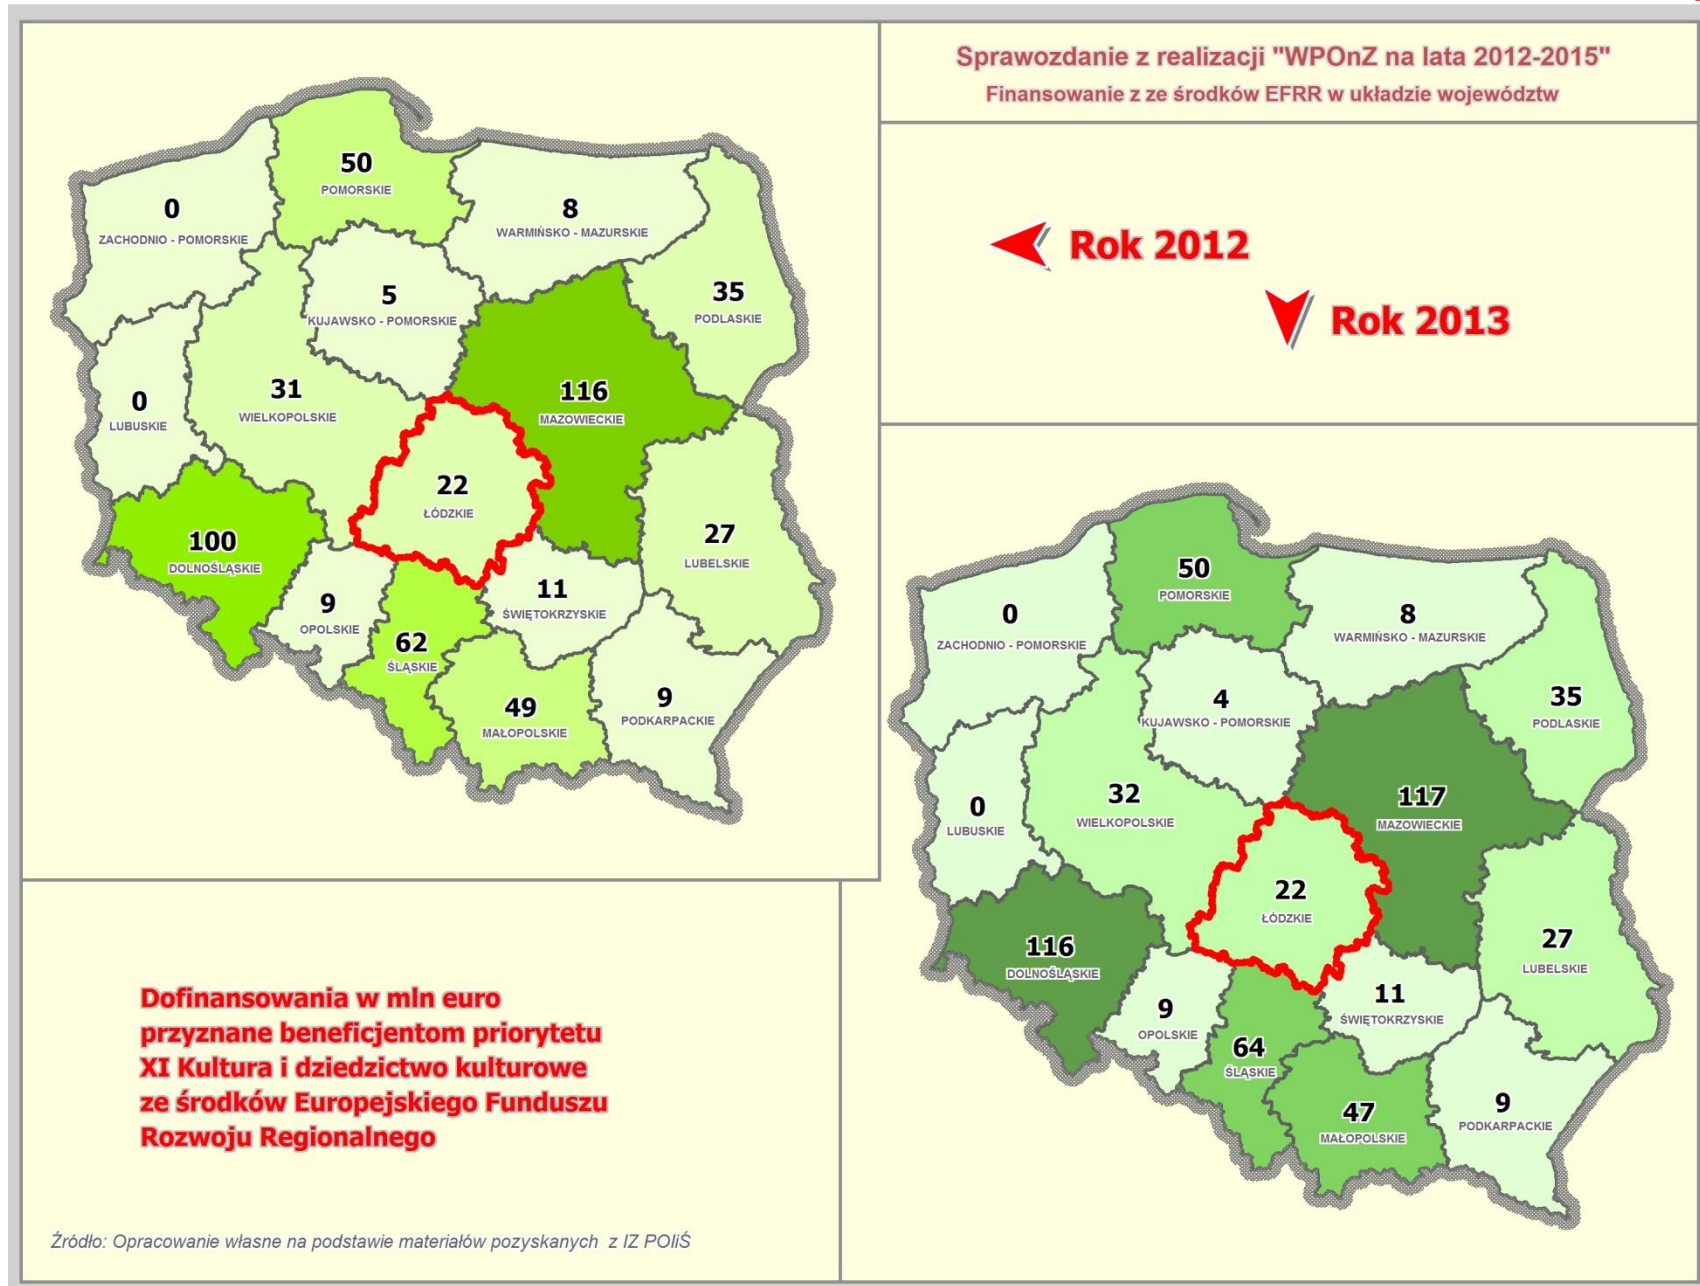 Sprawozdanie z realizacji "WPOnZ na lata 2012-2015"
Finansowanie z ze środków EFRR w układzie województw
Rok 2012
Rok 2013
50
POMORSKIE
0
ZACHODNIO - POMORSKIE
8
WARMIŃSKO - MAZURSKIE
5
KUJAWSKO - POMORSKIE
35
PODLASKIE
0
LUBUSKIE
31
WIELKOPOLSKIE
116
MAZOWIECKIE
22
ŁÓDZKIE
100
DOLNOŚLĄSKIE
27
LUBELSKIE
9
OPOLSKIE
11
ŚWIĘTOKRZYSKIE
62
ŚLĄSKIE
49
MAŁOPOLSKIE
9
PODKARPACKIE
50
POMORSKIE
0
ZACHODNIO - POMORSKIE
8
WARMIŃSKO - MAZURSKIE
4
KUJAWSKO - POMORSKIE
35
PODLASKIE
0
LUBUSKIE
32
WIELKOPOLSKIE
117
MAZOWIECKIE
22
ŁÓDZKIE
116
DOLNOŚLĄSKIE
27
LUBELSKIE
9
OPOLSKIE
11
ŚWIĘTOKRZYSKIE
64
ŚLĄSKIE
47
MAŁOPOLSKIE
9
PODKARPACKIE
Dofinansowania w mln euro
przyznane beneficjentom priorytetu
XI Kultura i dziedzictwo kulturowe
ze środków Europejskiego Funduszu
Rozwoju Regionalnego
Źródło: Opracowanie własne na podstawie materiałów pozyskanych z IZ POIiŚ